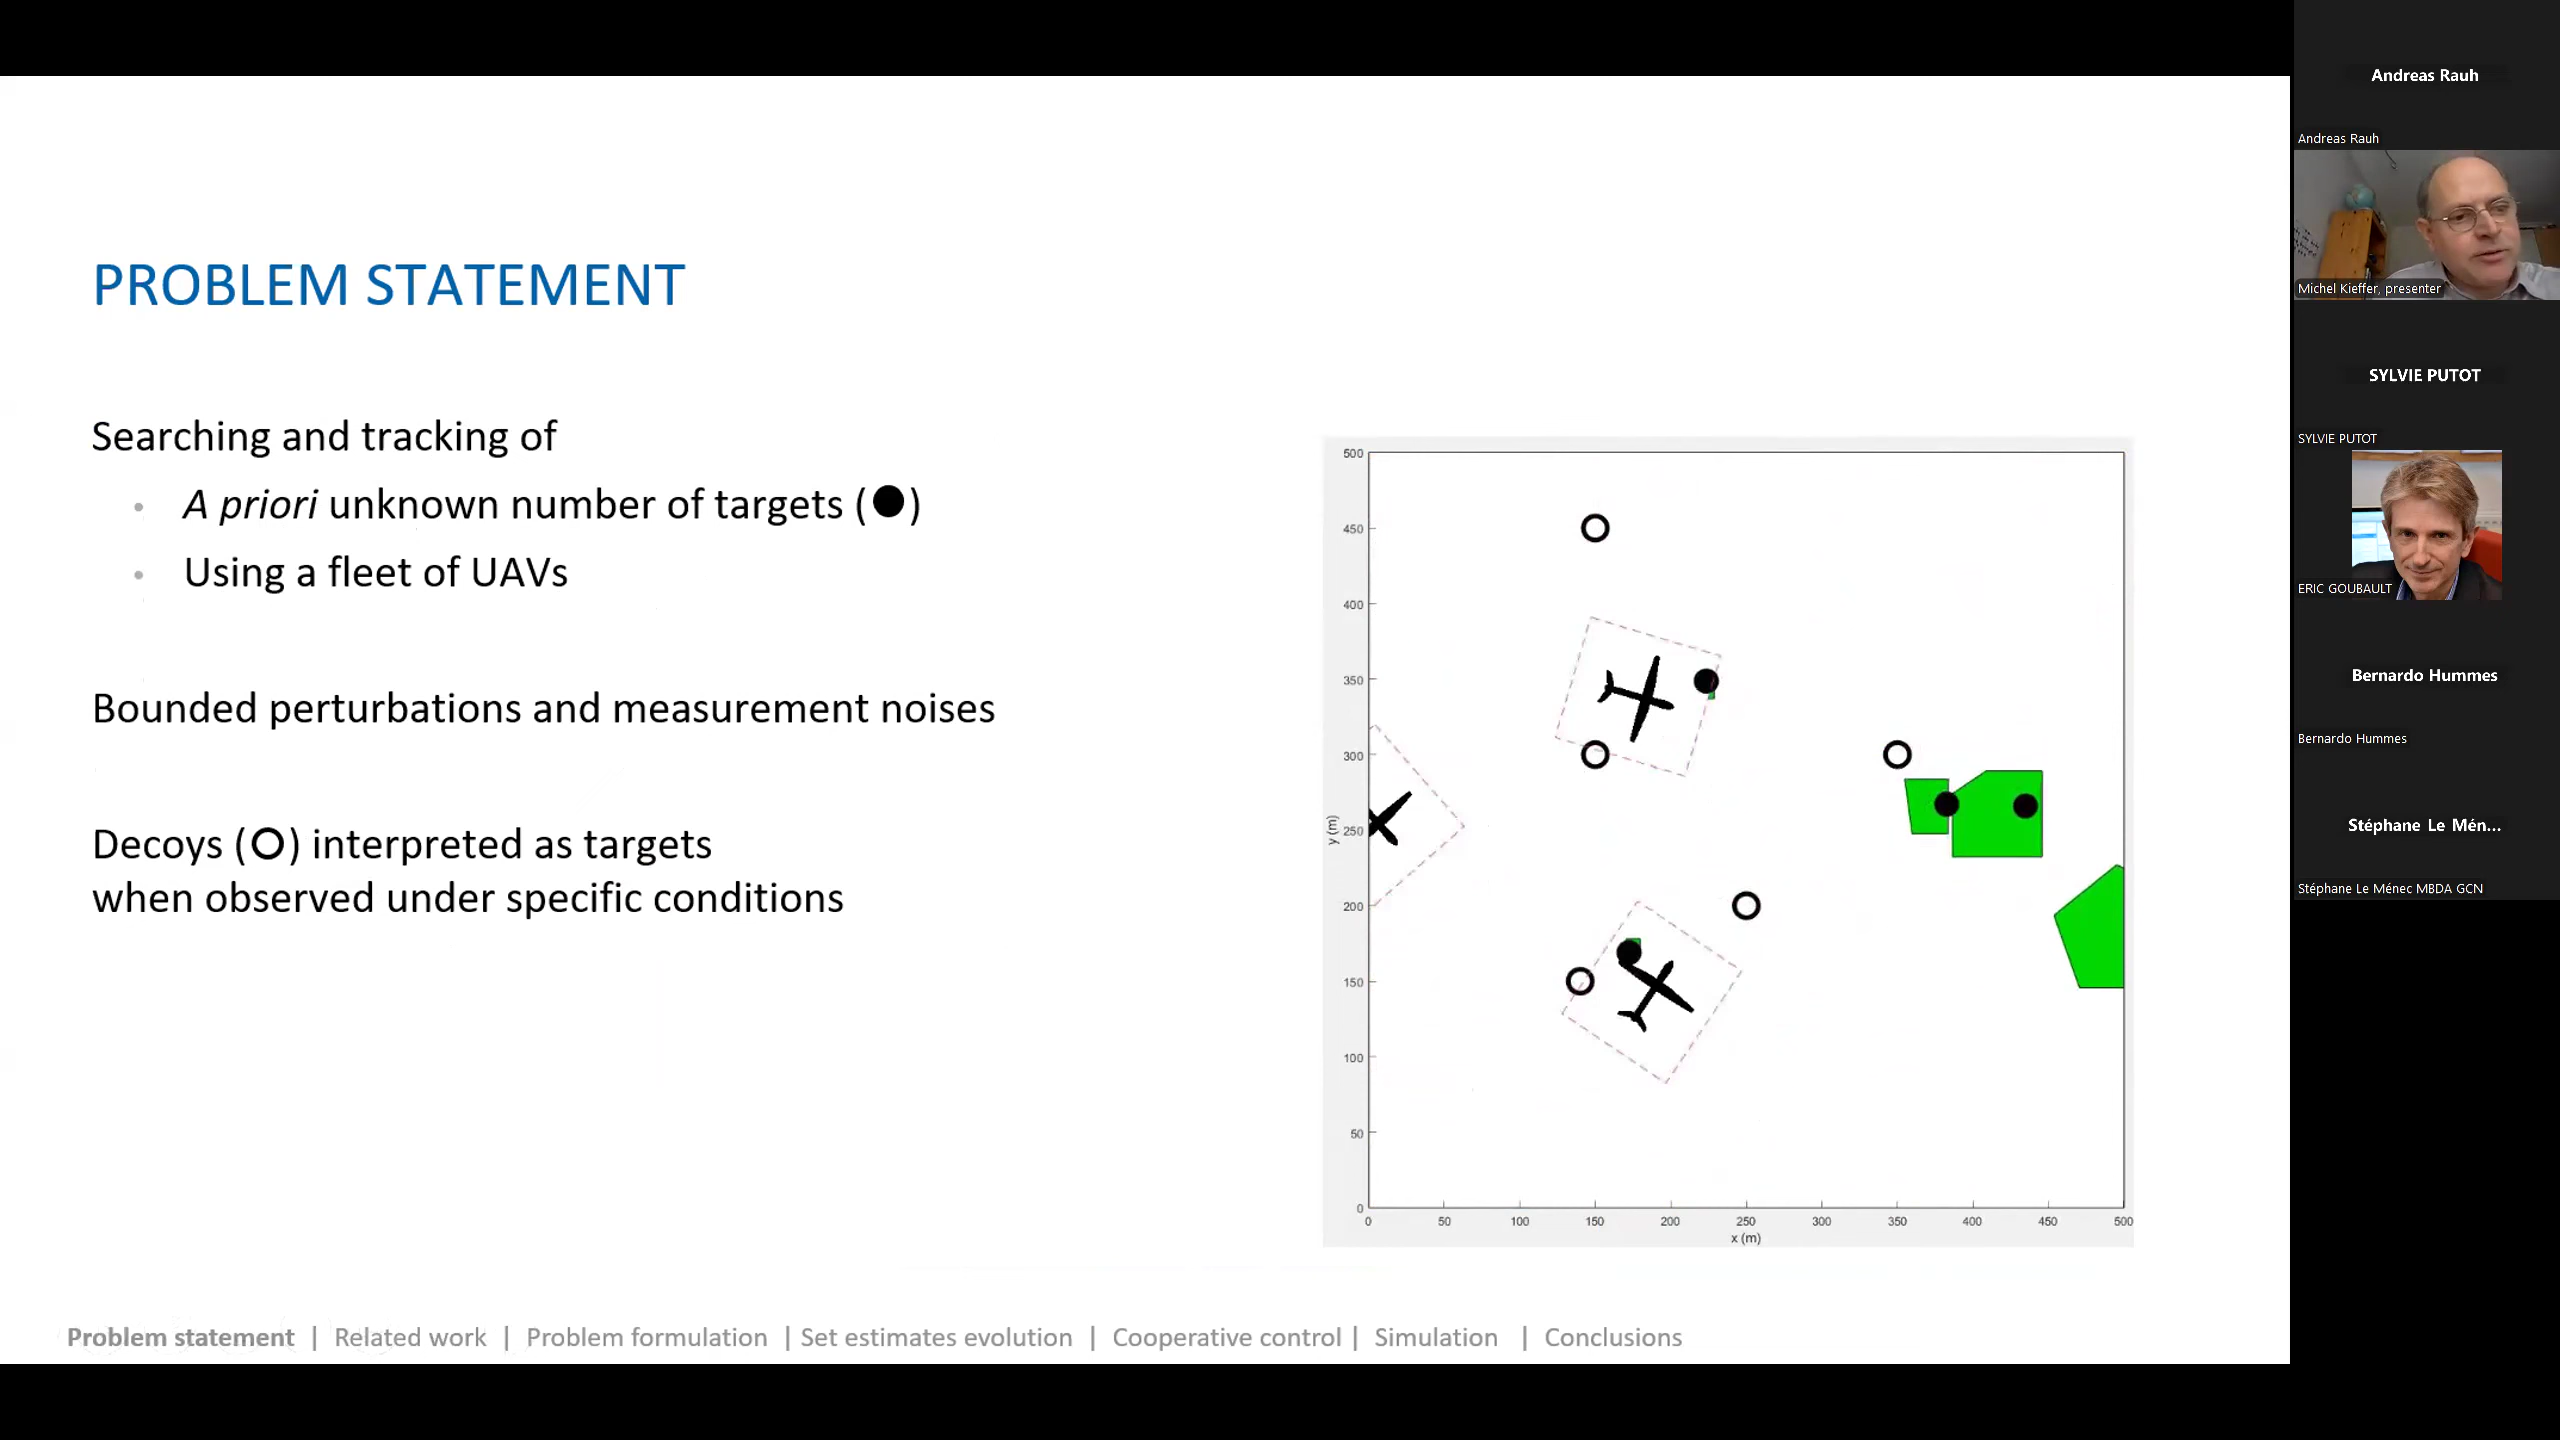 PROBLEM STATEMENT
Searching and tracking of
• A priori unknown number of targets (●)
• Using a fleet of UAVs
Bounded perturbations and measurement noises
Decoys (O) interpreted as targets
when observed under specific conditions
500
450
400
350
300
250
200
150
100
50
0
y (m)
0 50 100 150 200 250 300 350 400 450 500
x (m)
Problem statement | Related work | Problem formulation | Set estimates evolution | Cooperative control | Simulation | Conclusions
Andreas Rauh
Andreas Rauh
Michel Kieffer, presenter
SYLVIE PUTOT
SYLVIE PUTOT
ERIC GOUBAULT
Bernardo Hummes
Bernardo Hummes
Stéphane Le Mén...
Stéphane Le Ménec MBDA GCN